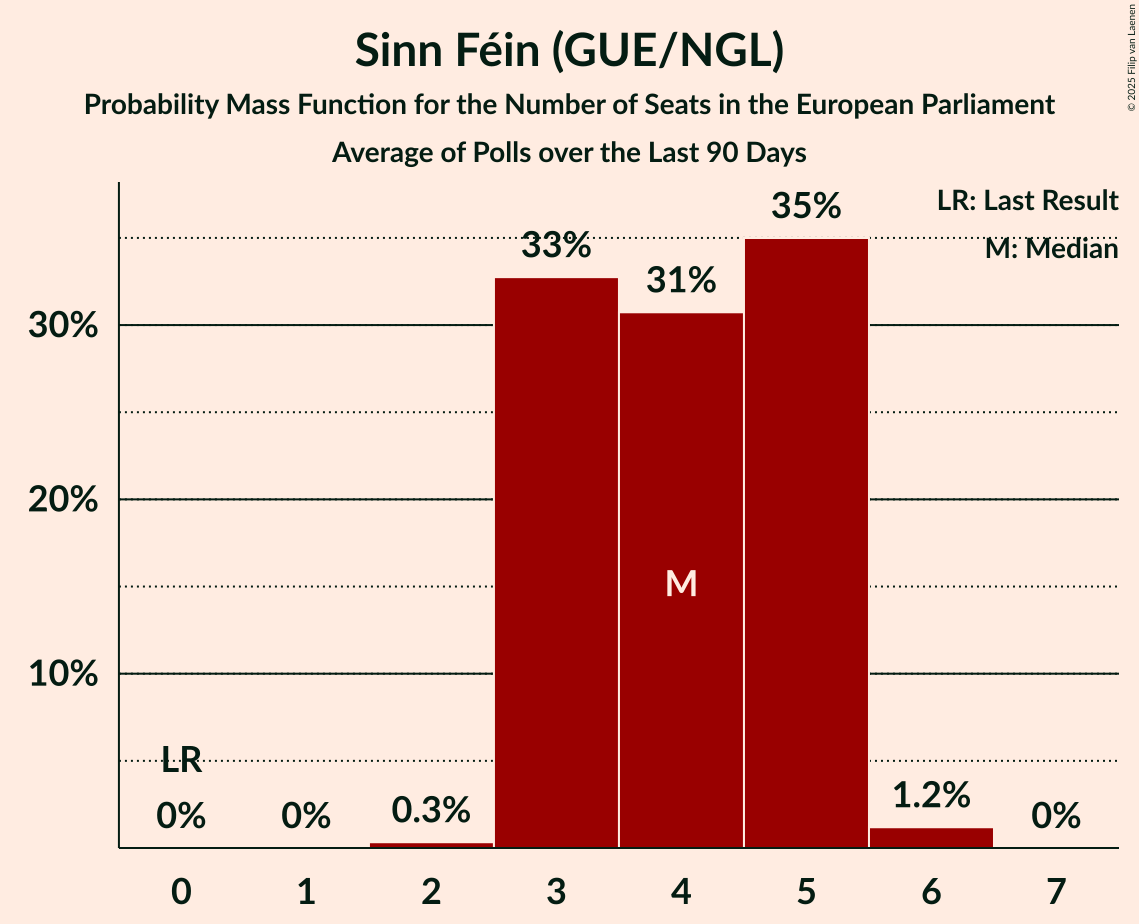 © 2025 Filip van Laenen
Sinn Féin (GUE/NGL)
Probability Mass Function for the Number of Seats in the European Parliament
Average of Polls over the Last 90 Days
LR: Last Result
M: Median
35%
33%
31%
30%
20%
M
10%
LR
0%
0%
0.3%
1.2%
0%
0 1 2 3 4 5 6 7